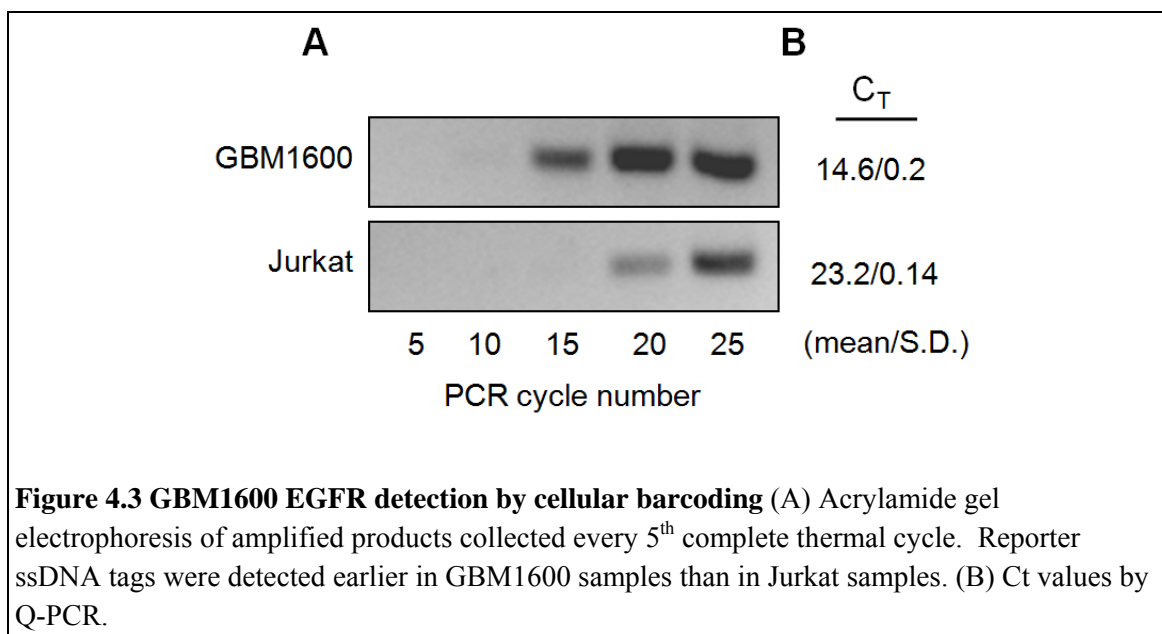 A B
C_T
GBM1600 14.6/0.2
Jurkat 23.2/0.14
5 10 15 20 25 (mean/S.D.)
PCR cycle number
Figure 4.3 GBM1600 EGFR detection by cellular barcoding (A) Acrylamide gel
electrophoresis of amplified products collected every 5th complete thermal cycle. Reporter
ssDNA tags were detected earlier in GBM1600 samples than in Jurkat samples. (B) Ct values by
Q-PCR.